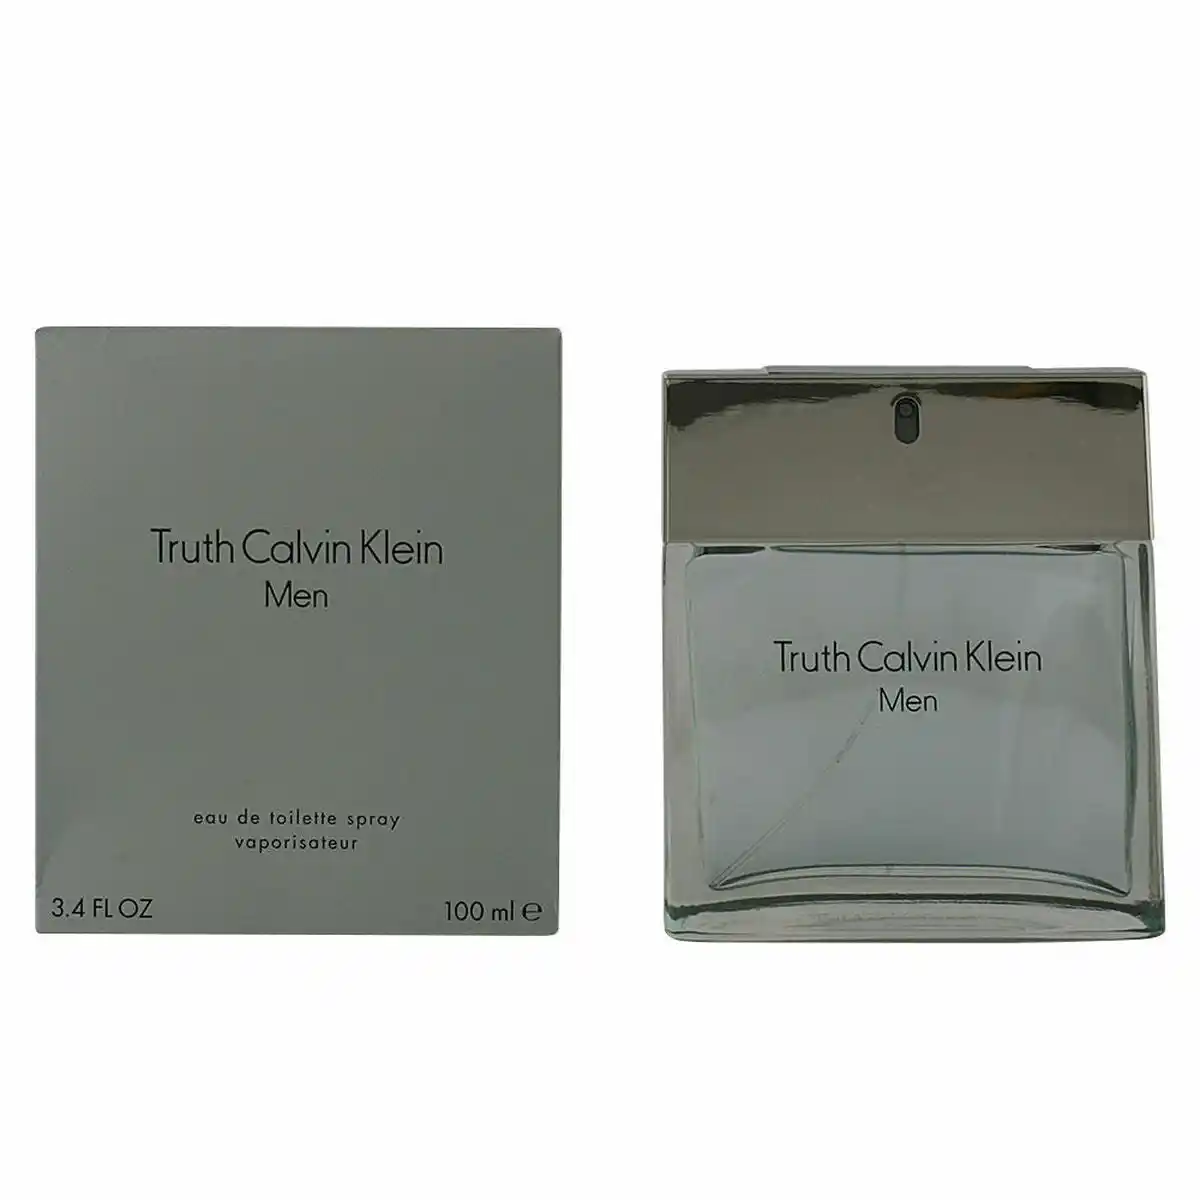 Truth Calvin Klein
Men
eau de toilette spray
vaporisateur
3.4 FL OZ
100 ml ℮
Truth Calvin Klein
Men